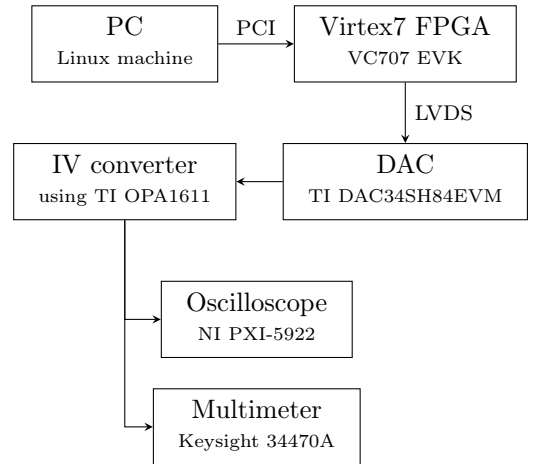 PC
Linux machine
PCI
Virtex7 FPGA
VC707 EVK
LVDS
IV converter
using TI OPA1611
DAC
TI DAC34SH84EVM
Oscilloscope
NI PXI-5922
Multimeter
Keysight 34470A